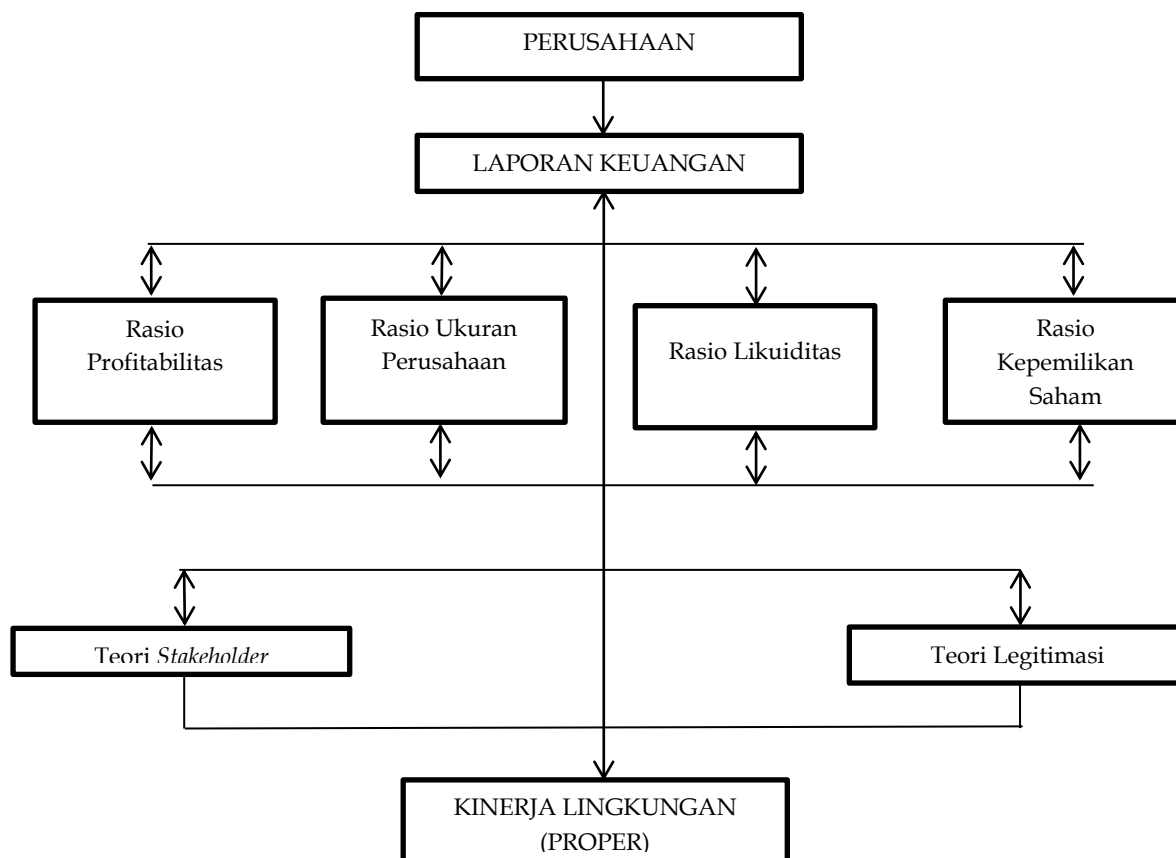 PERUSAHAAN
LAPORAN KEUANGAN
Rasio
Profitabilitas
Rasio Ukuran
Perusahaan
Rasio Likuiditas
Rasio
Kepemilikan
Saham
Teori Stakeholder
Teori Legitimasi
KINERJA LINGKUNGAN
(PROPER)